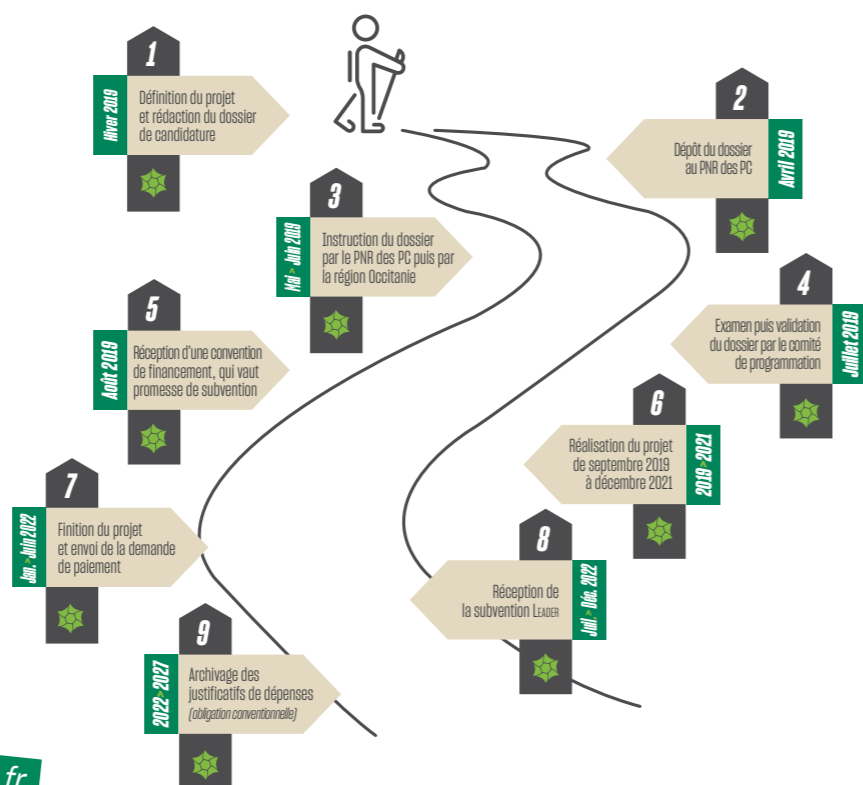 1
Hiver 2019
Définition du projet
et rédaction du dossier
de candidature
2
Dépôt du dossier
au PNR des PC
Avril 2019
3
Mai > Juin 2019
Instruction du dossier
par le PNR des PC puis par
la région Occitanie
4
Examen puis validation
du dossier par le comité
de programmation
Juillet 2019
5
Août 2019
Réception d'une convention
de financement, qui vaut
promesse de subvention
6
Réalisation du projet
de septembre 2019
à décembre 2021
2019>2021
7
Jan. > Juin 2022
Finition du projet
et envoi de la demande
de paiement
8
Réception de
la subvention LEADER
Juil. > Déc. 2022
9
2022>2027
Archivage des
justificatifs de dépenses
(obligation conventionnelle)
fr